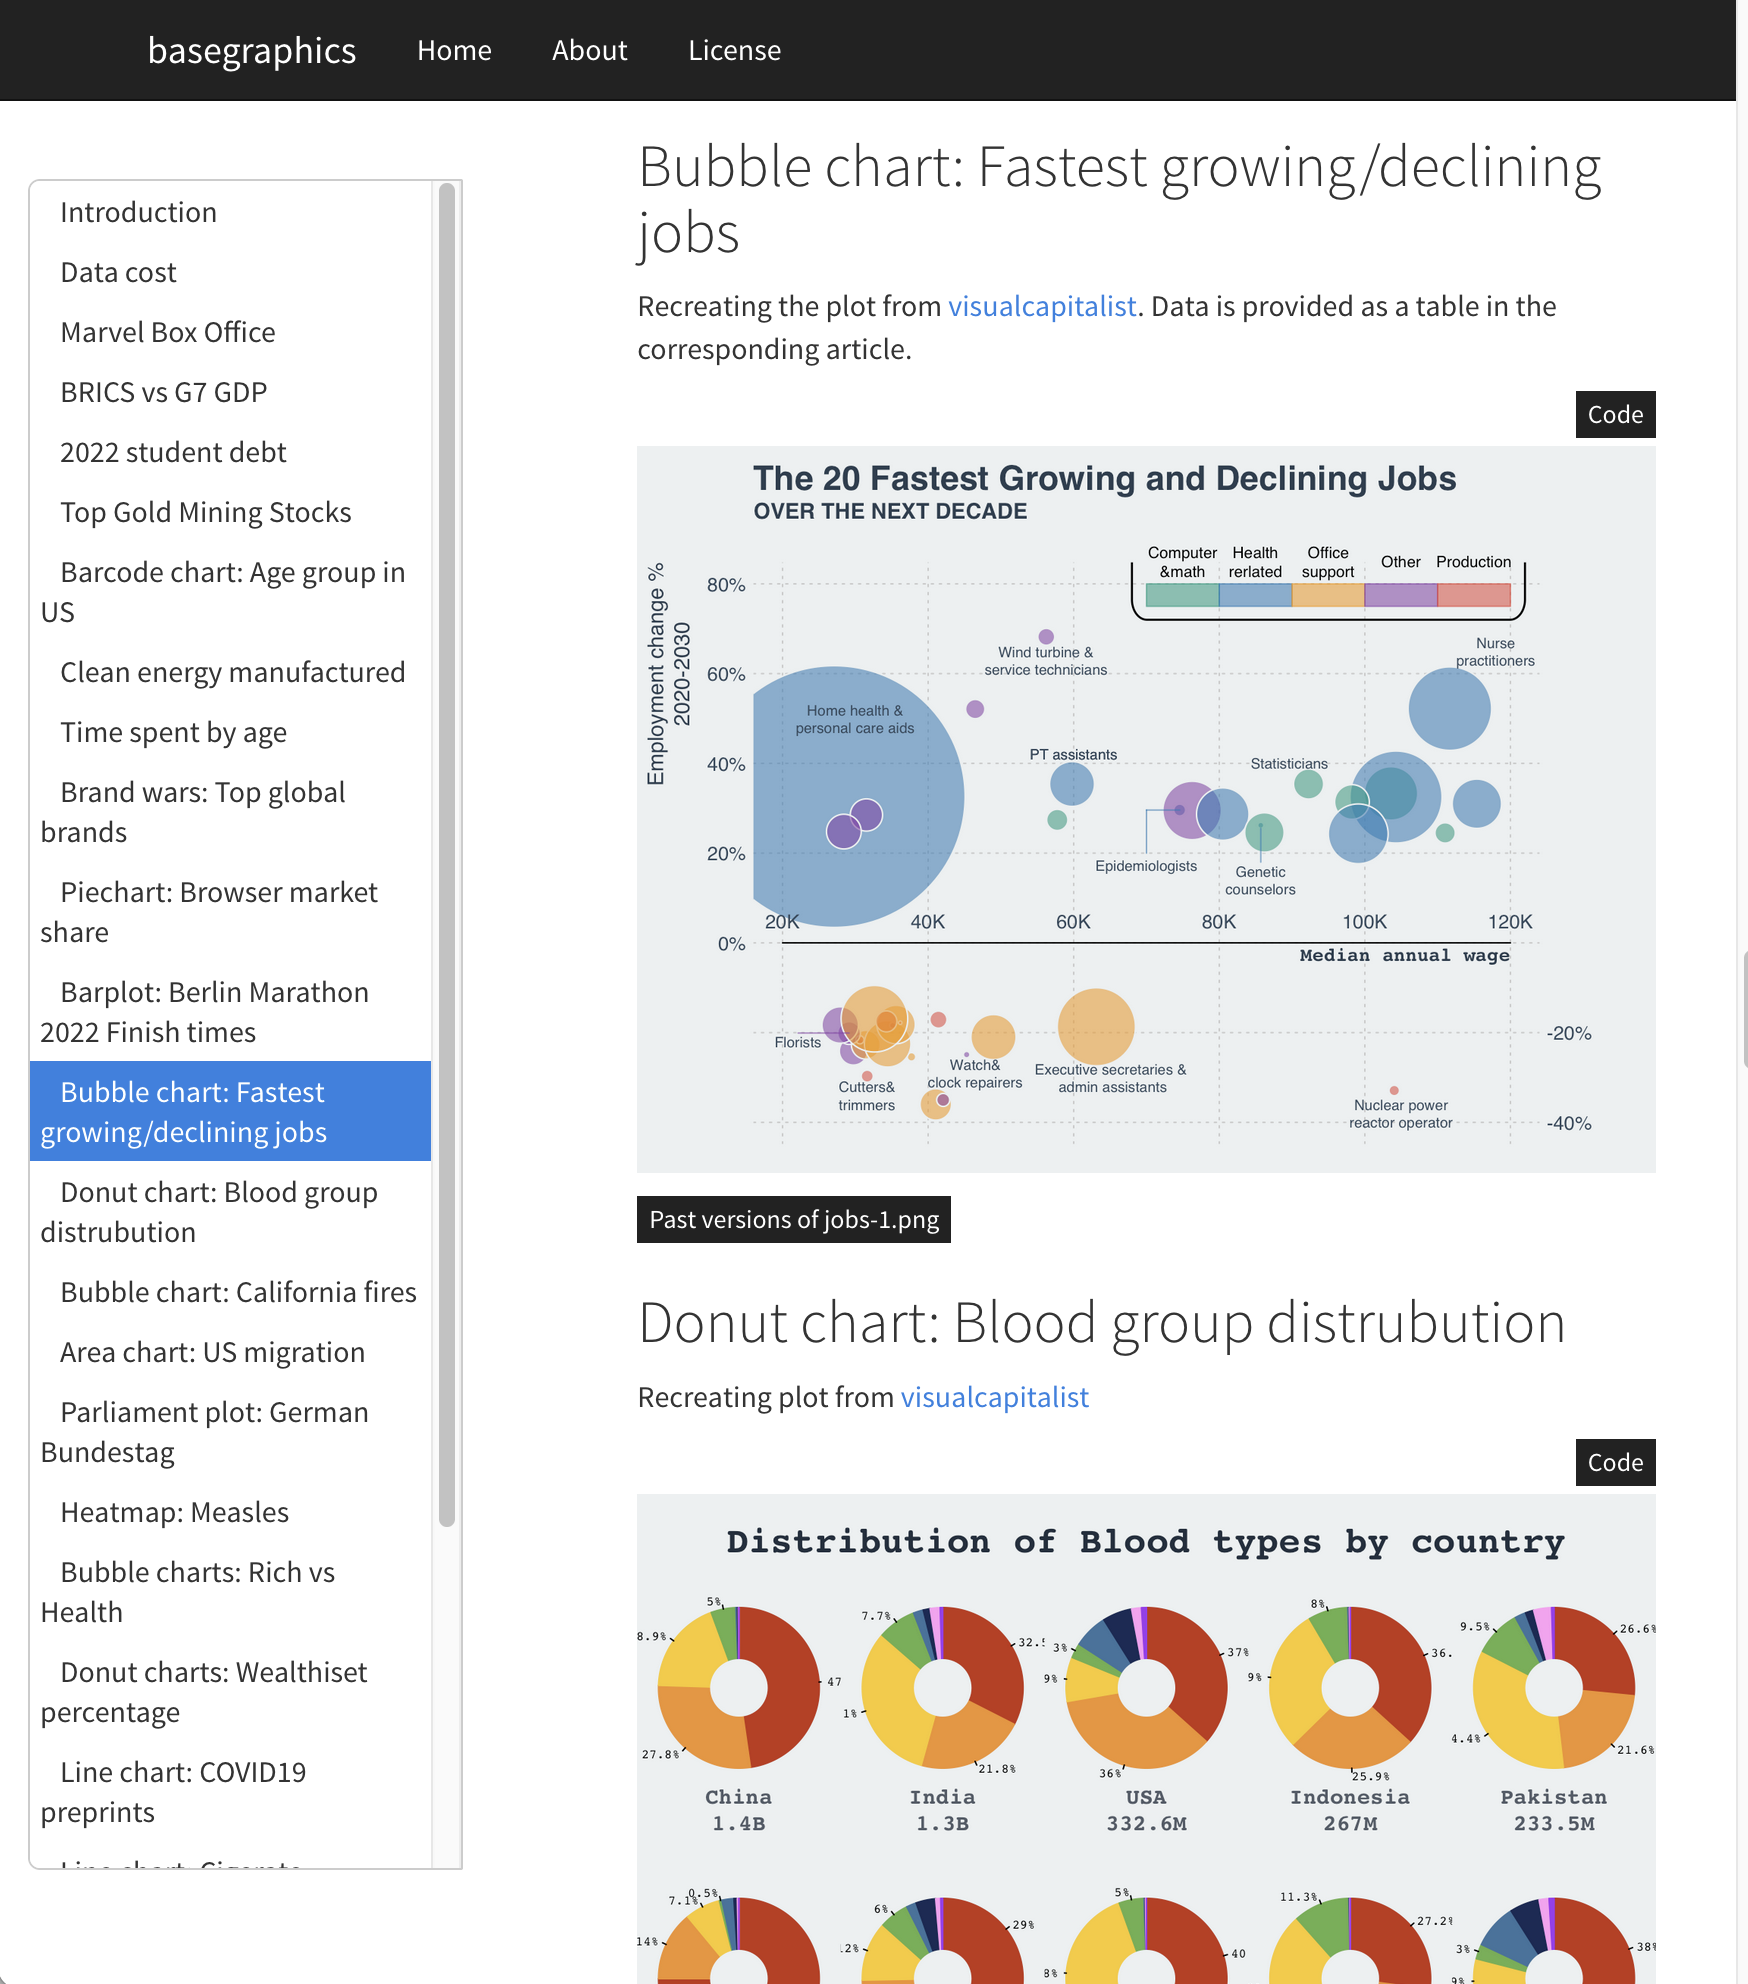 basegraphics Home About License
Introduction
Data cost
Marvel Box Office
BRICS vs G7 GDP
2022 student debt
Top Gold Mining Stocks
Barcode chart: Age group in
US
Clean energy manufactured
Time spent by age
Brand wars: Top global
brands
Piechart: Browser market
share
Barplot: Berlin Marathon
2022 Finish times
Bubble chart: Fastest
growing/declining jobs
Donut chart: Blood group
distrubution
Bubble chart: California fires
Area chart: US migration
Parliament plot: German
Bundestag
Heatmap: Measles
Bubble charts: Rich vs
Health
Donut charts: Wealthiset
percentage
Line chart: COVID19
preprints
Bubble chart: Fastest growing/declining
jobs
Recreating the plot from visualcapitalist. Data is provided as a table in the
corresponding article.
Code
The 20 Fastest Growing and Declining Jobs
OVER THE NEXT DECADE
Computer
&math
Health
rerlated
Office
support
Other
Production
Employment change %
2020-2030
80%
60%
40%
20%
0%
Wind turbine &
service technicians
Nurse
practitioners
Home health &
personal care aids
PT assistants
Statisticians
Epidemiologists
Genetic
counselors
20K 40K 60K 80K 100K 120K
Median annual wage
-20%
-40%
Florists
Cutters&
trimmers
Watch&
clock repairers
Executive secretaries &
admin assistants
Nuclear power
reactor operator
Past versions of jobs-1.png
Donut chart: Blood group distrubution
Recreating plot from visualcapitalist
Code
Distribution of Blood types by country
5%
8.9%
47
27.8%
China
1.4B
7.7%
32.5
1%
21.8%
India
1.3B
3%
37%
9%
36%
USA
332.6M
8%
36.
9%
25.9%
Indonesia
267M
9.5%
26.6%
4.4%
21.6%
Pakistan
233.5M
0.5%
7.1%
14%
6%
29%
12%
5%
40
8%
11.3%
27.2%
3%
38%
9%